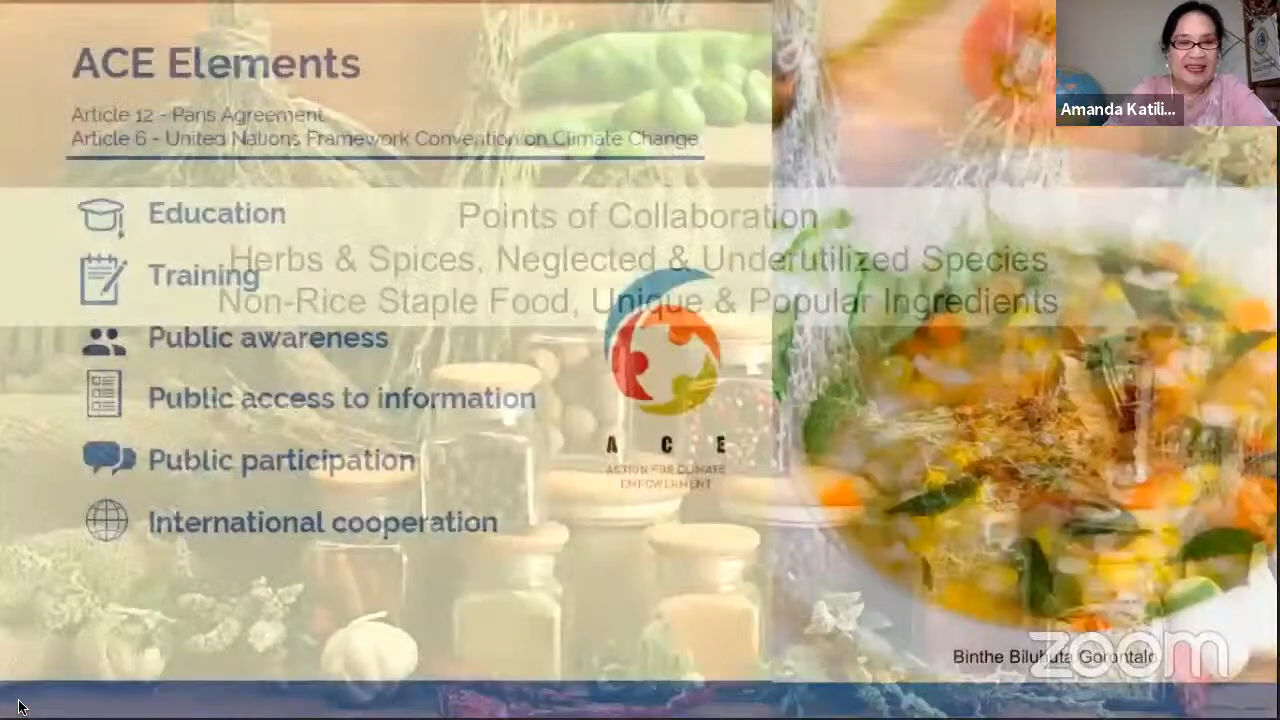 ACE Elements
Article 12 - Paris Agreement
Article 6 - United Nations Framework Convention on Climate Change
Education
Training
Public awareness
Public access to information
Public participation
International cooperation
Points of Collaboration
Herbs & Spices, Neglected & Underutilized Species
Non-Rice Staple Food, Unique & Popular Ingredients
A C E
ACTION FOR CLIMATE
EMPOWERMENT
Amanda Katili...
Binthe Biluhuta Gorontalo
zoom